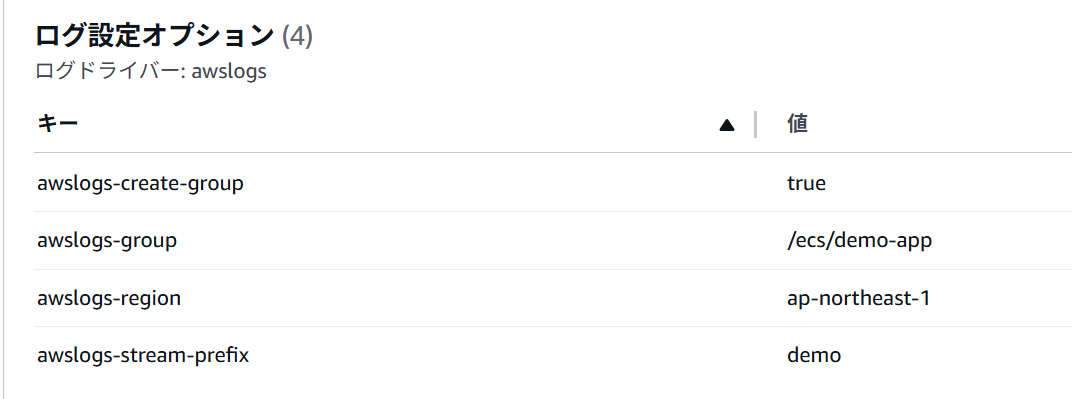 ログ設定オプション (4)
ログドライバー: awslogs
キー ▲ 値
awslogs-create-group true
awslogs-group /ecs/demo-app
awslogs-region ap-northeast-1
awslogs-stream-prefix demo